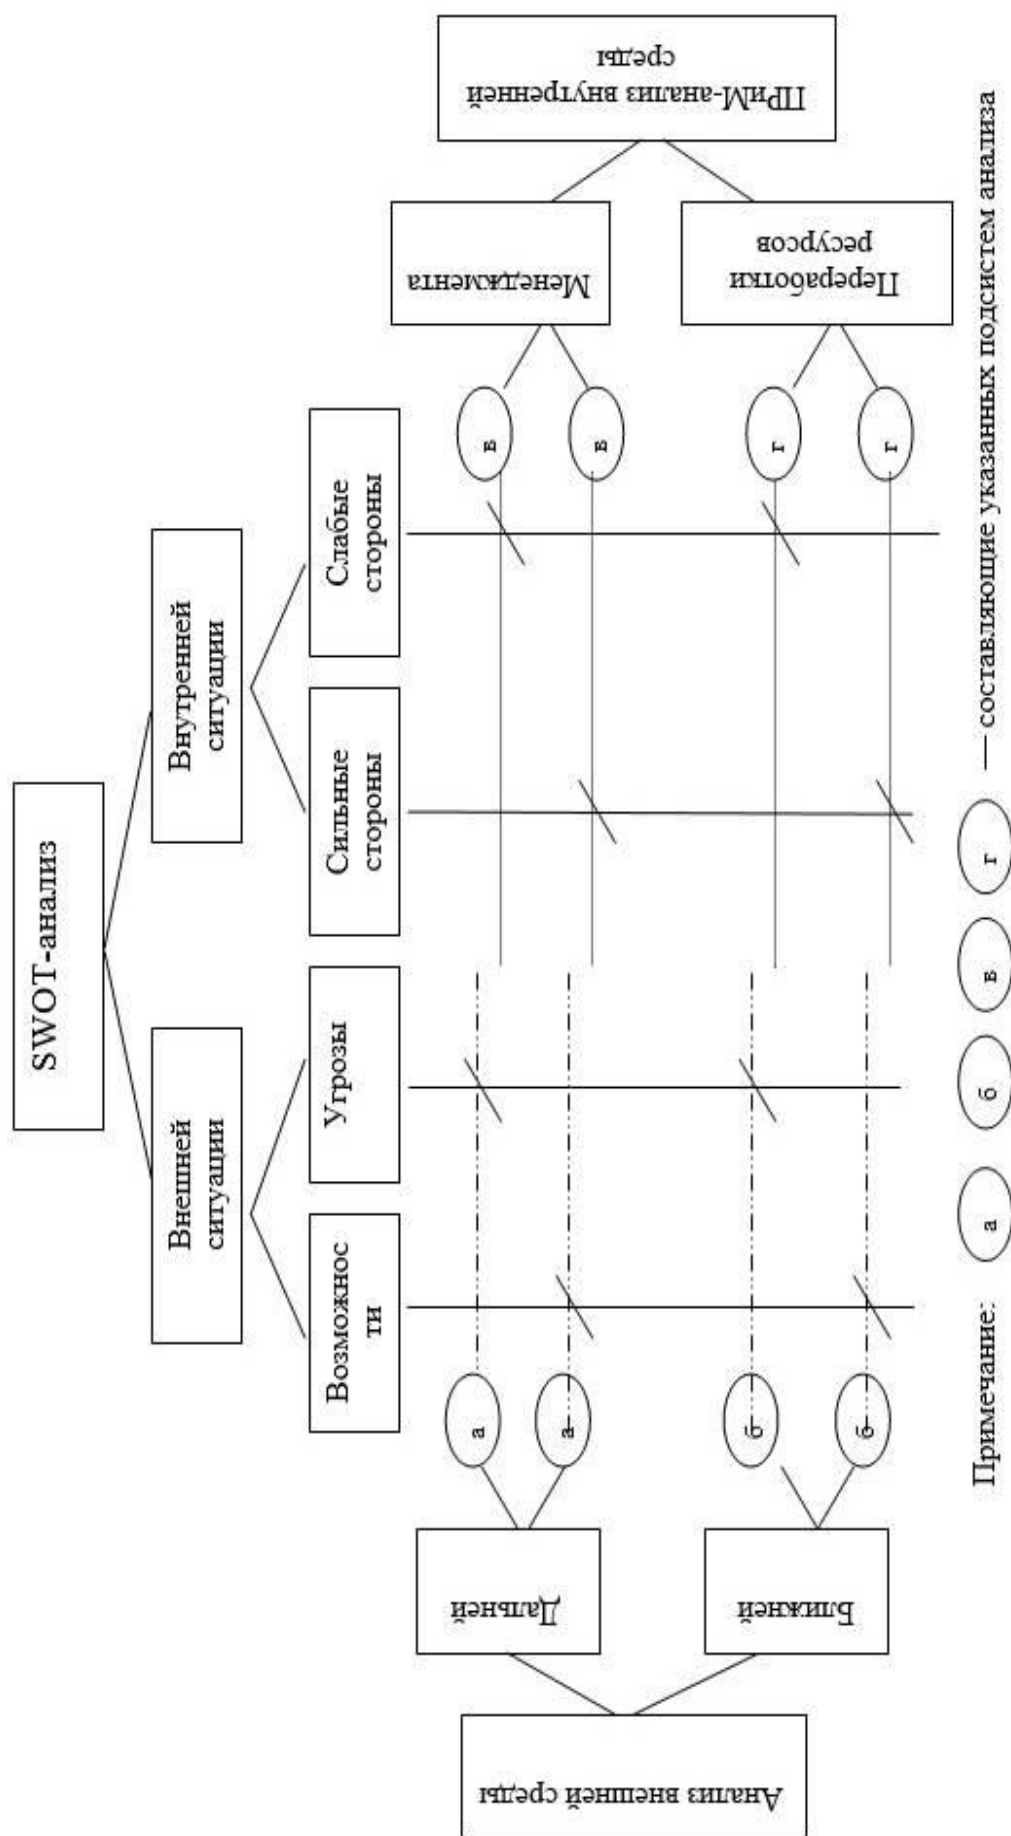 SWOT-анализ
Внешней
ситуации
Внутренней
ситуации
Возможнос
ти
Угрозы
Сильные
стороны
Слабые
стороны
Анализ внешней среды
Дальней
Ближней
а
а
б
б
в
в
г
г
Менеджмента
Переработки
ресурсов
ПРиМ-анализ внутренней
среды
Примечание: а б в г — составляющие указанных подсистем анализа